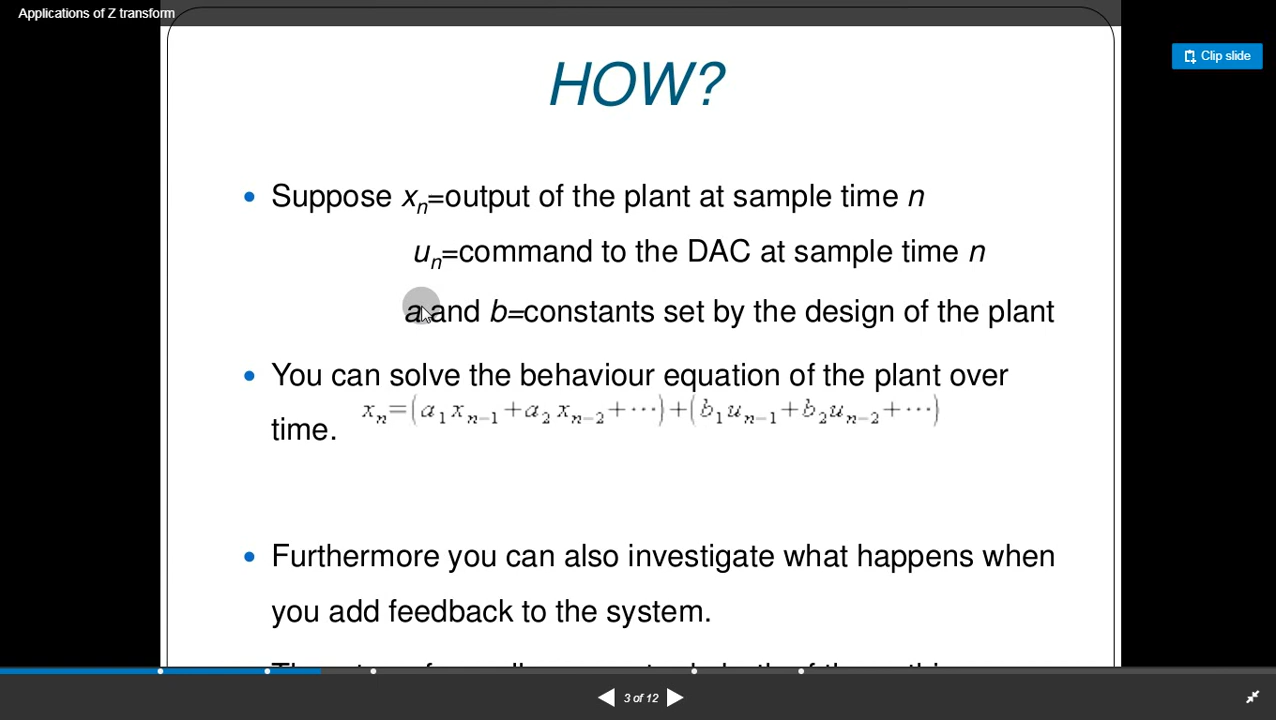 Applications of Z transform
Clip slide
HOW?
• Suppose xₙ=output of the plant at sample time n
uₙ=command to the DAC at sample time n
a and b=constants set by the design of the plant
• You can solve the behaviour equation of the plant over
time. xₙ=(a₁xₙ₋₁+a₂xₙ₋₂+⋯)+(b₁uₙ₋₁+b₂uₙ₋₂+⋯)
• Furthermore you can also investigate what happens when
you add feedback to the system.
3 of 12